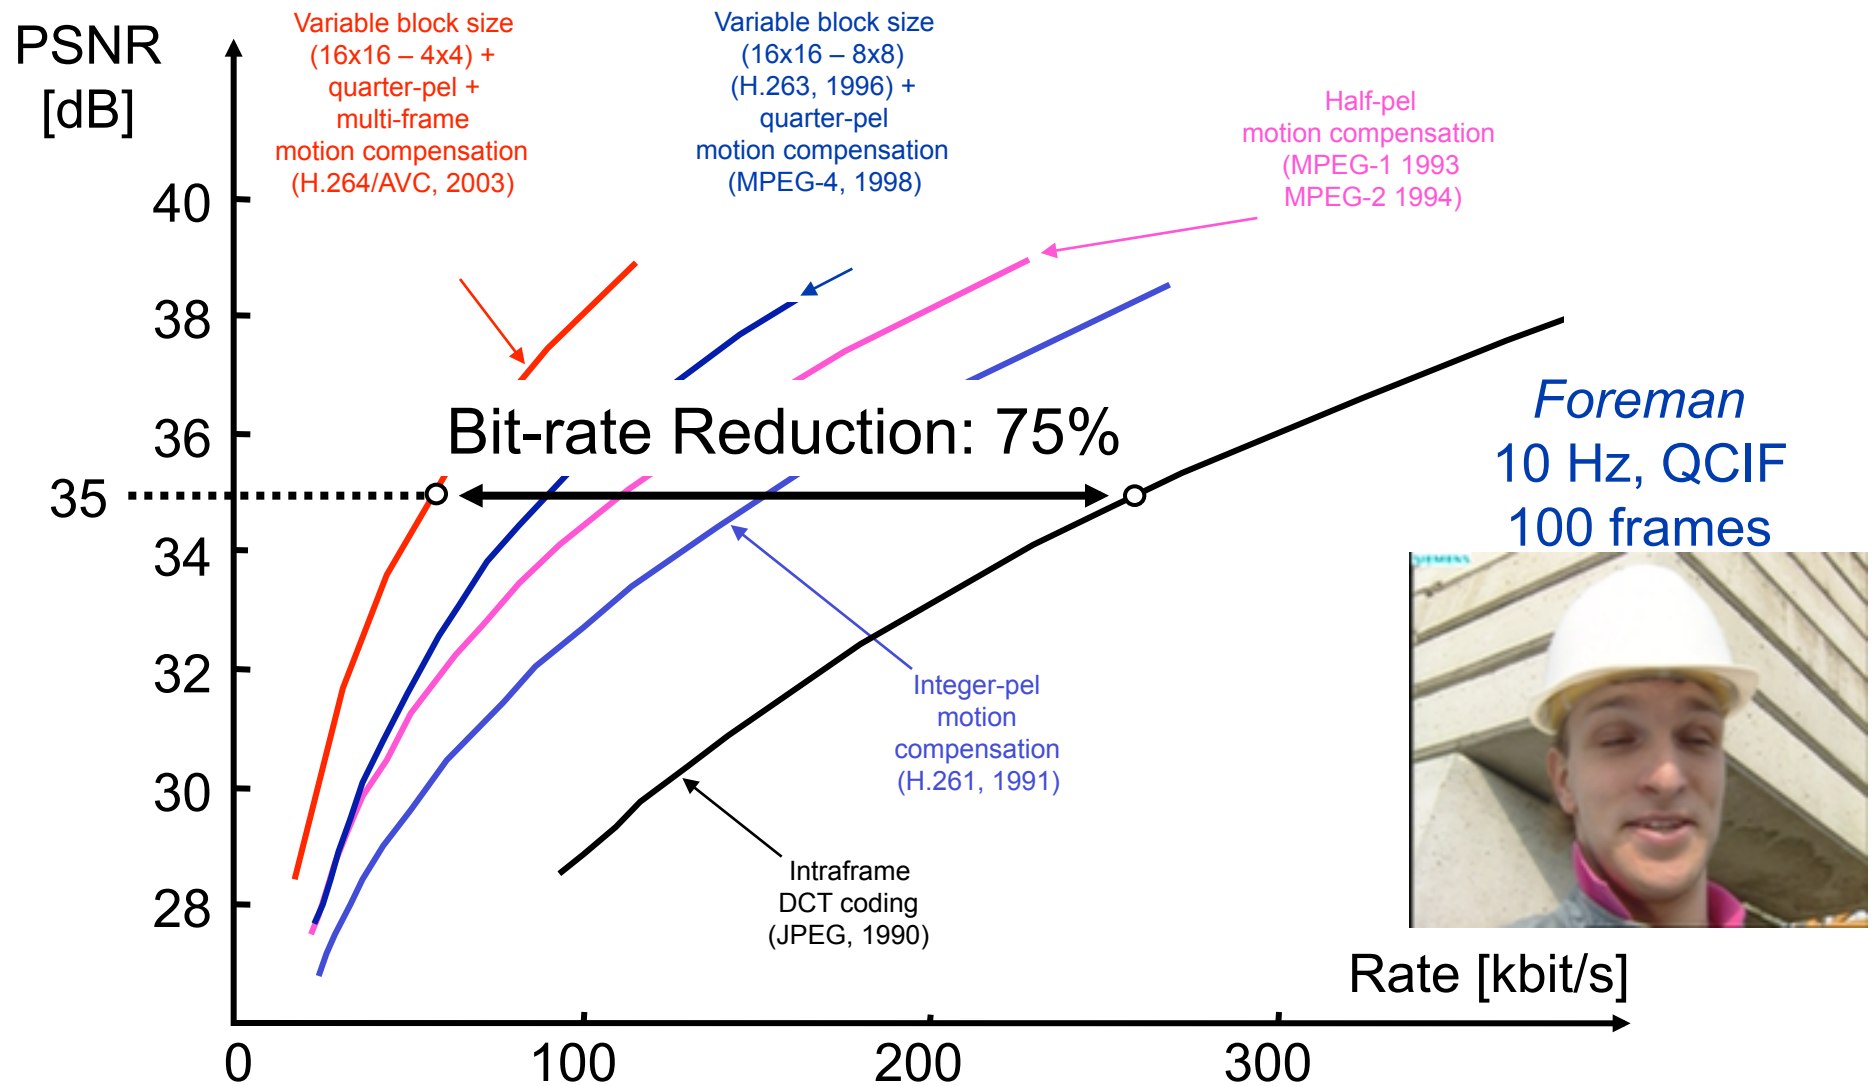 PSNR
[dB]
Variable block size
(16x16 – 4x4) +
quarter-pel +
multi-frame
motion compensation
(H.264/AVC, 2003)
Variable block size
(16x16 – 8x8)
(H.263, 1996) +
quarter-pel
motion compensation
(MPEG-4, 1998)
Half-pel
motion compensation
(MPEG-1 1993
MPEG-2 1994)
40
38
36
35
34
32
30
28
Bit-rate Reduction: 75%
Foreman
10 Hz, QCIF
100 frames
SIEMENS
Integer-pel
motion
compensation
(H.261, 1991)
Intraframe
DCT coding
(JPEG, 1990)
Rate [kbit/s]
0
100
200
300